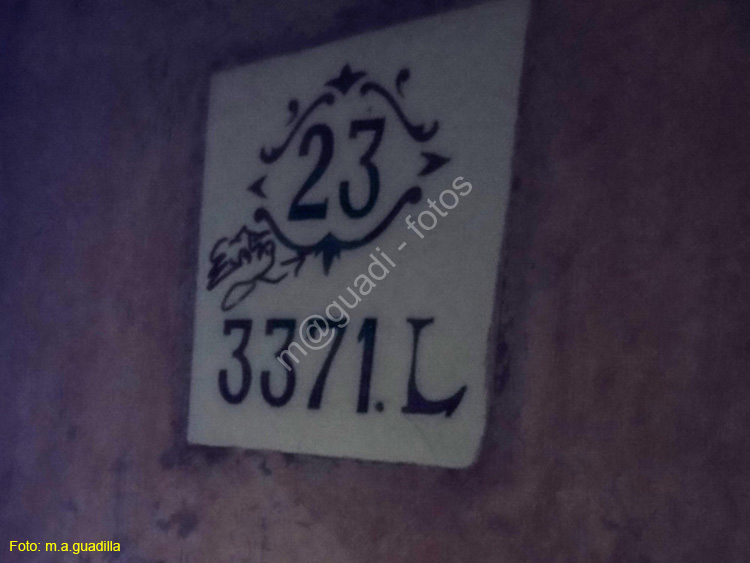 23
3371.L
m@guadi - fotos
Foto: m.a.guadilla